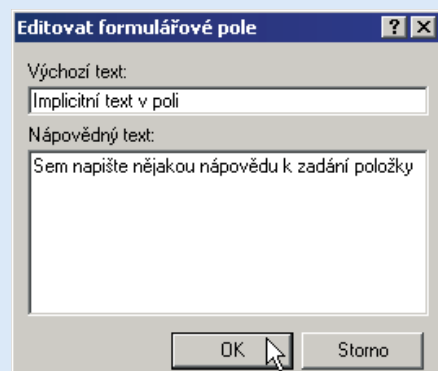 Editovat formulářové pole
Výchozí text:
Implicitní text v poli
Nápovědný text:
Sem napište nějakou nápovědu k zadání položky
OK Storno